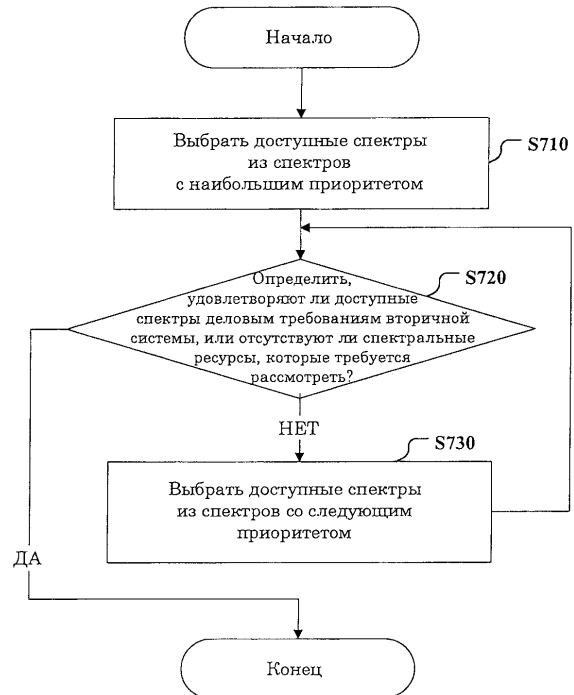 Начало
Выбрать доступные спектры
из спектров
с наибольшим приоритетом
S710
S720
Определить,
удовлетворяют ли доступные
спектры деловым требованиям вторичной
системы, или отсутствуют ли спектральные
ресурсы, которые требуется
рассмотреть?
НЕТ
S730
Выбрать доступные спектры
из спектров со следующим
приоритетом
ДА
Конец